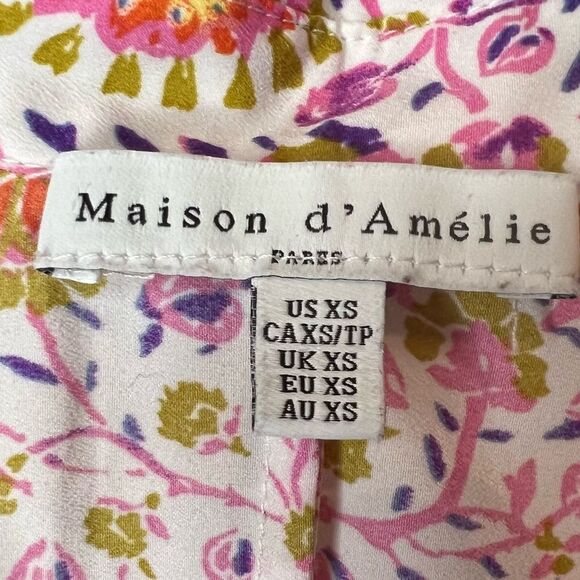 Maison d'Amélie
PARIS
US XS
CA XS/TP
UK XS
EU XS
AU XS